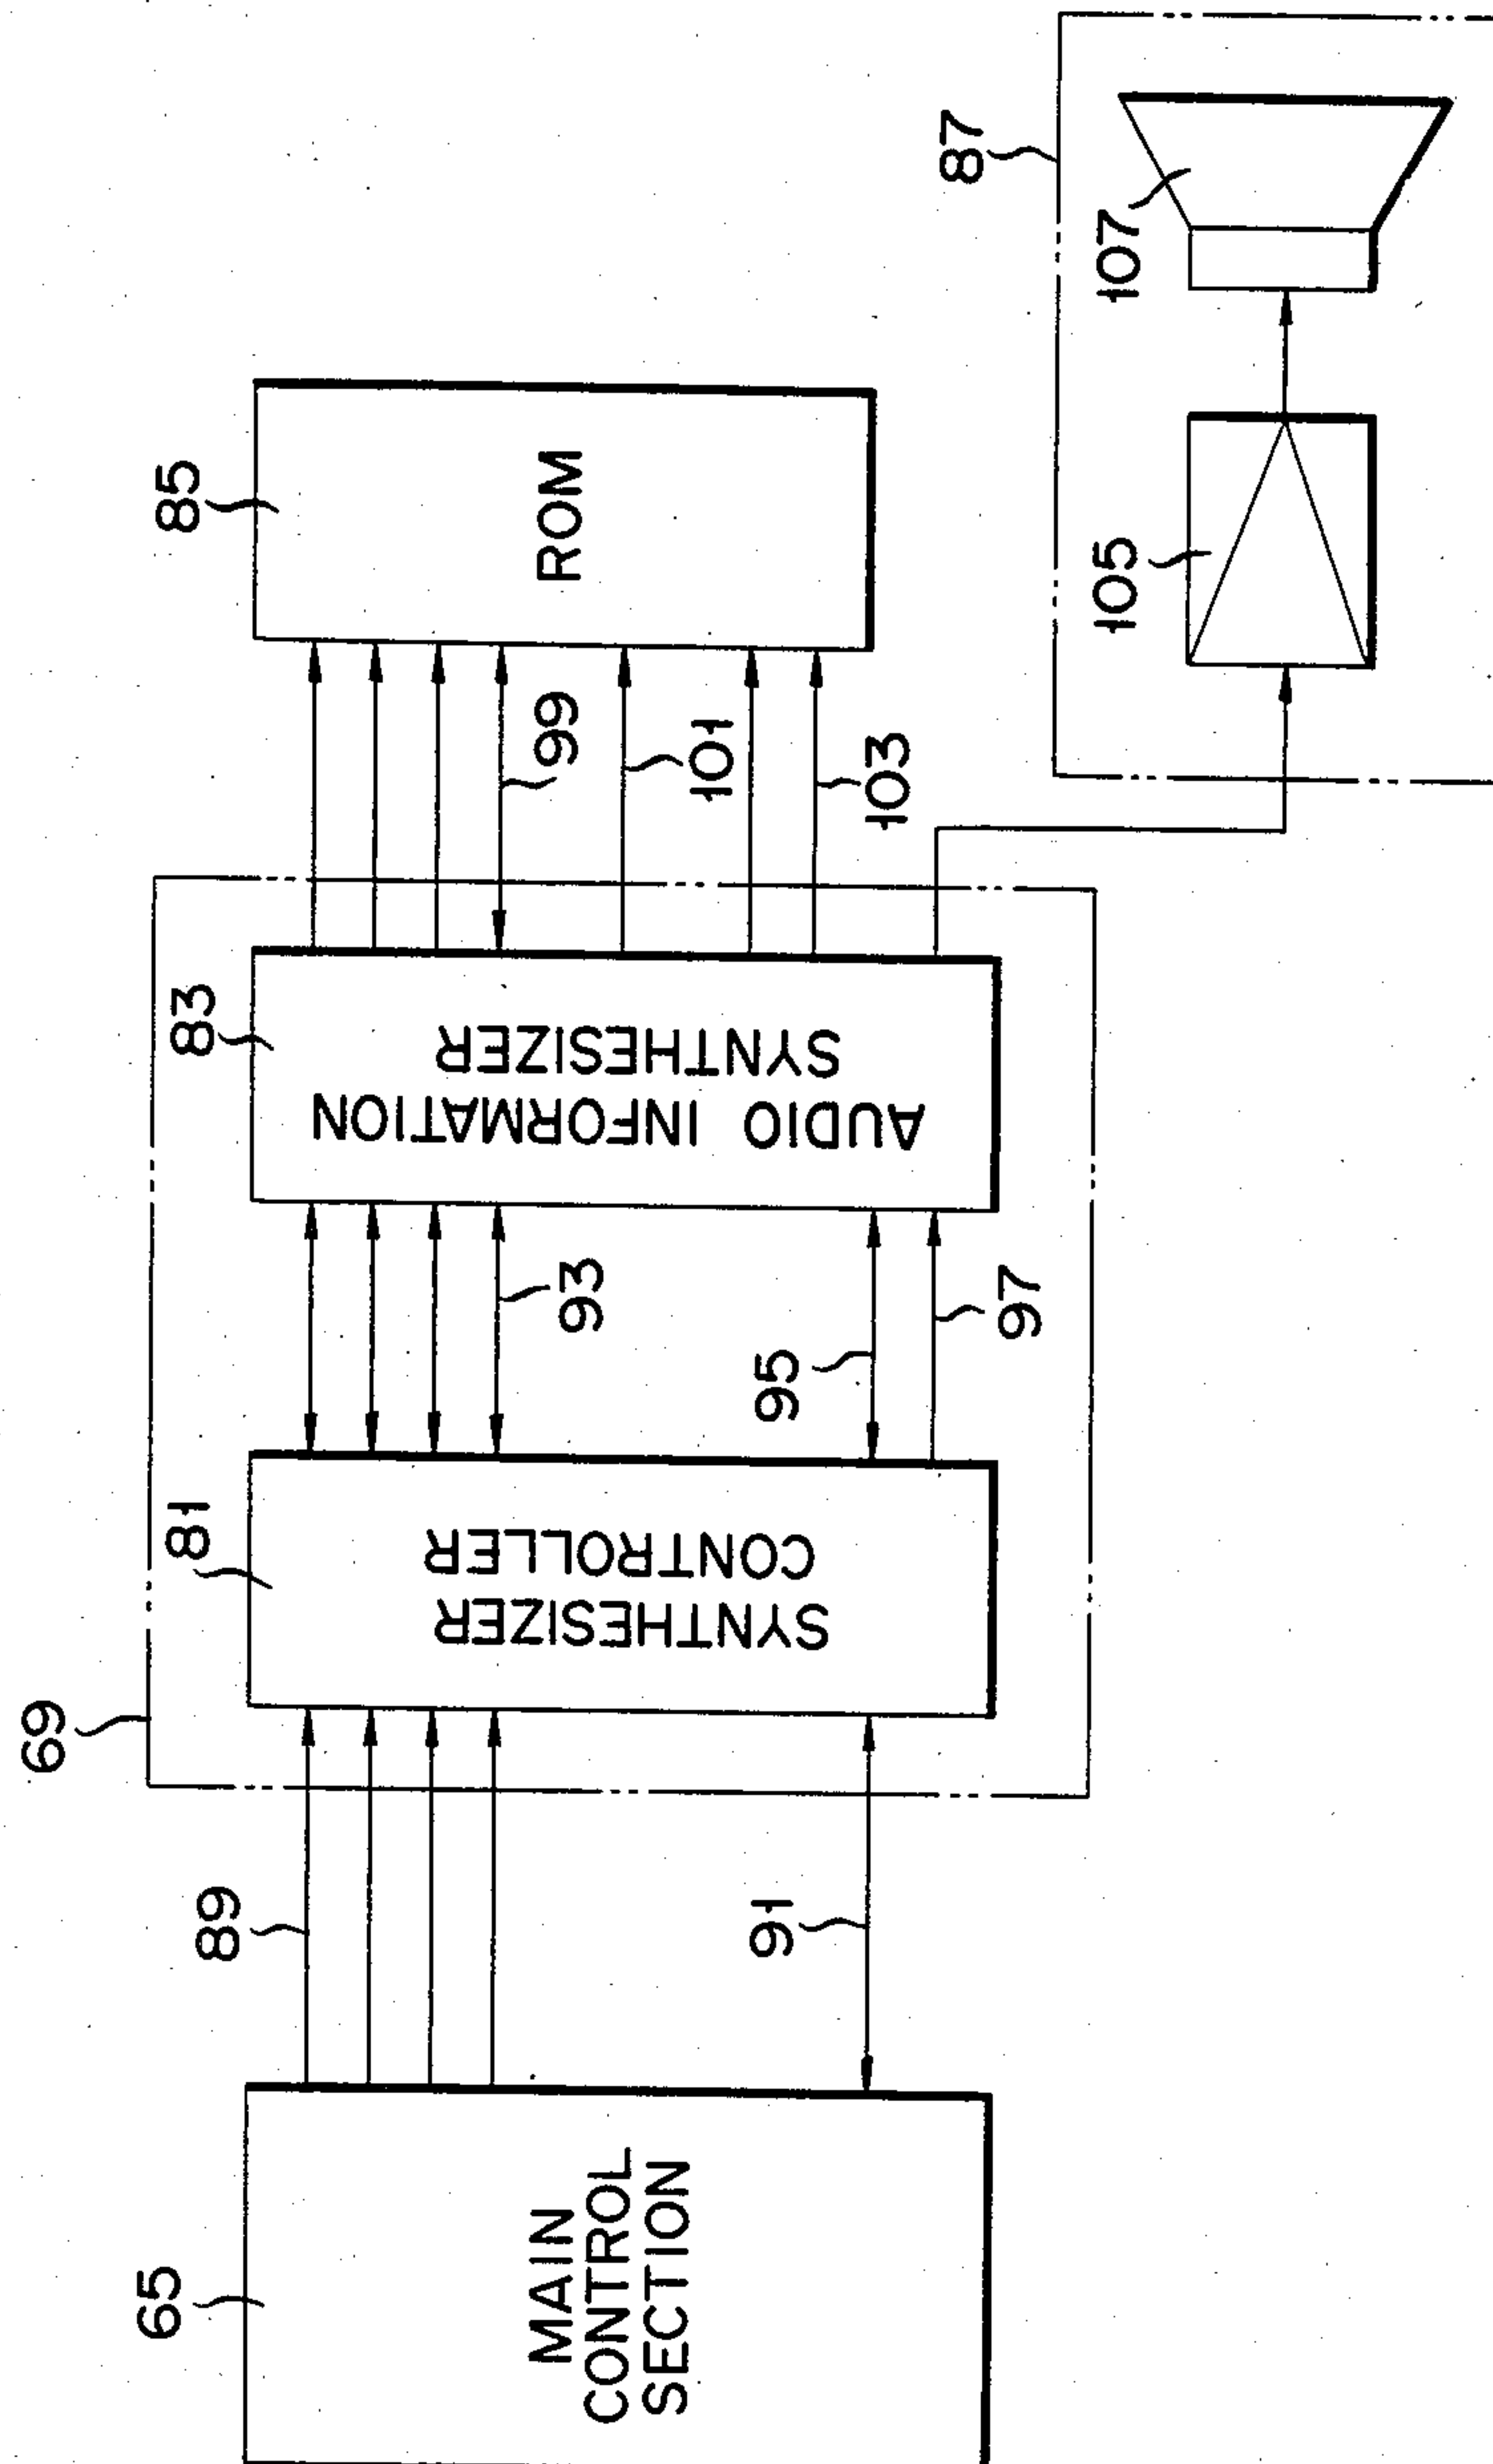 65
MAIN
CONTROL
SECTION
89
91
69
81
SYNTHESIZER
CONTROLLER
93
95
97
83
AUDIO INFORMATION
SYNTHESIZER
99
101
103
85
ROM
87
105
107